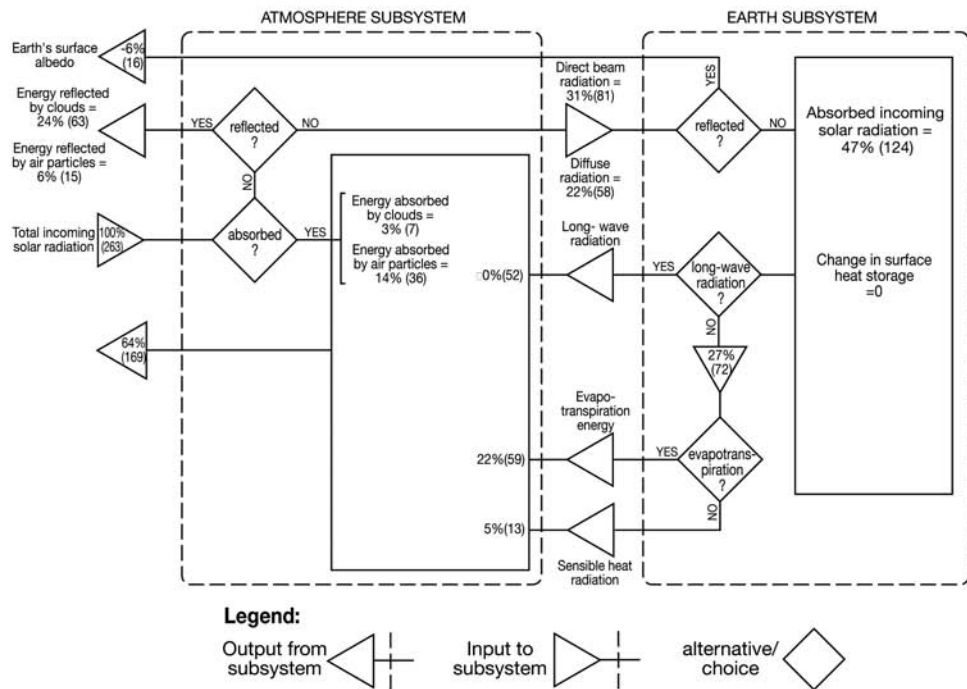 ATMOSPHERE SUBSYSTEM
EARTH SUBSYSTEM
Earth's surface
albedo
-6%
(16)
Energy reflected
by clouds =
24% (63)
Energy reflected
by air particles =
6% (15)
YES
reflected
?
NO
Direct beam
radiation =
31%(81)
Diffuse
radiation =
22%(58)
YES
reflected
?
NO
Absorbed incoming
solar radiation =
47% (124)
NO
Total incoming
solar radiation
100%
(263)
absorbed
?
YES
Energy absorbed
by clouds =
3% (7)
Energy absorbed
by air particles =
14% (36)
Long- wave
radiation
0%(52)
YES
long-wave
radiation
?
Change in surface
heat storage
=0
NO
64%
(169)
27%
(72)
Evapo-
transpiration
energy
22%(59)
YES
evapotrans-
piration
?
NO
5%(13)
Sensible heat
radiation
Legend:
Output from
subsystem
Input to
subsystem
alternative/
choice